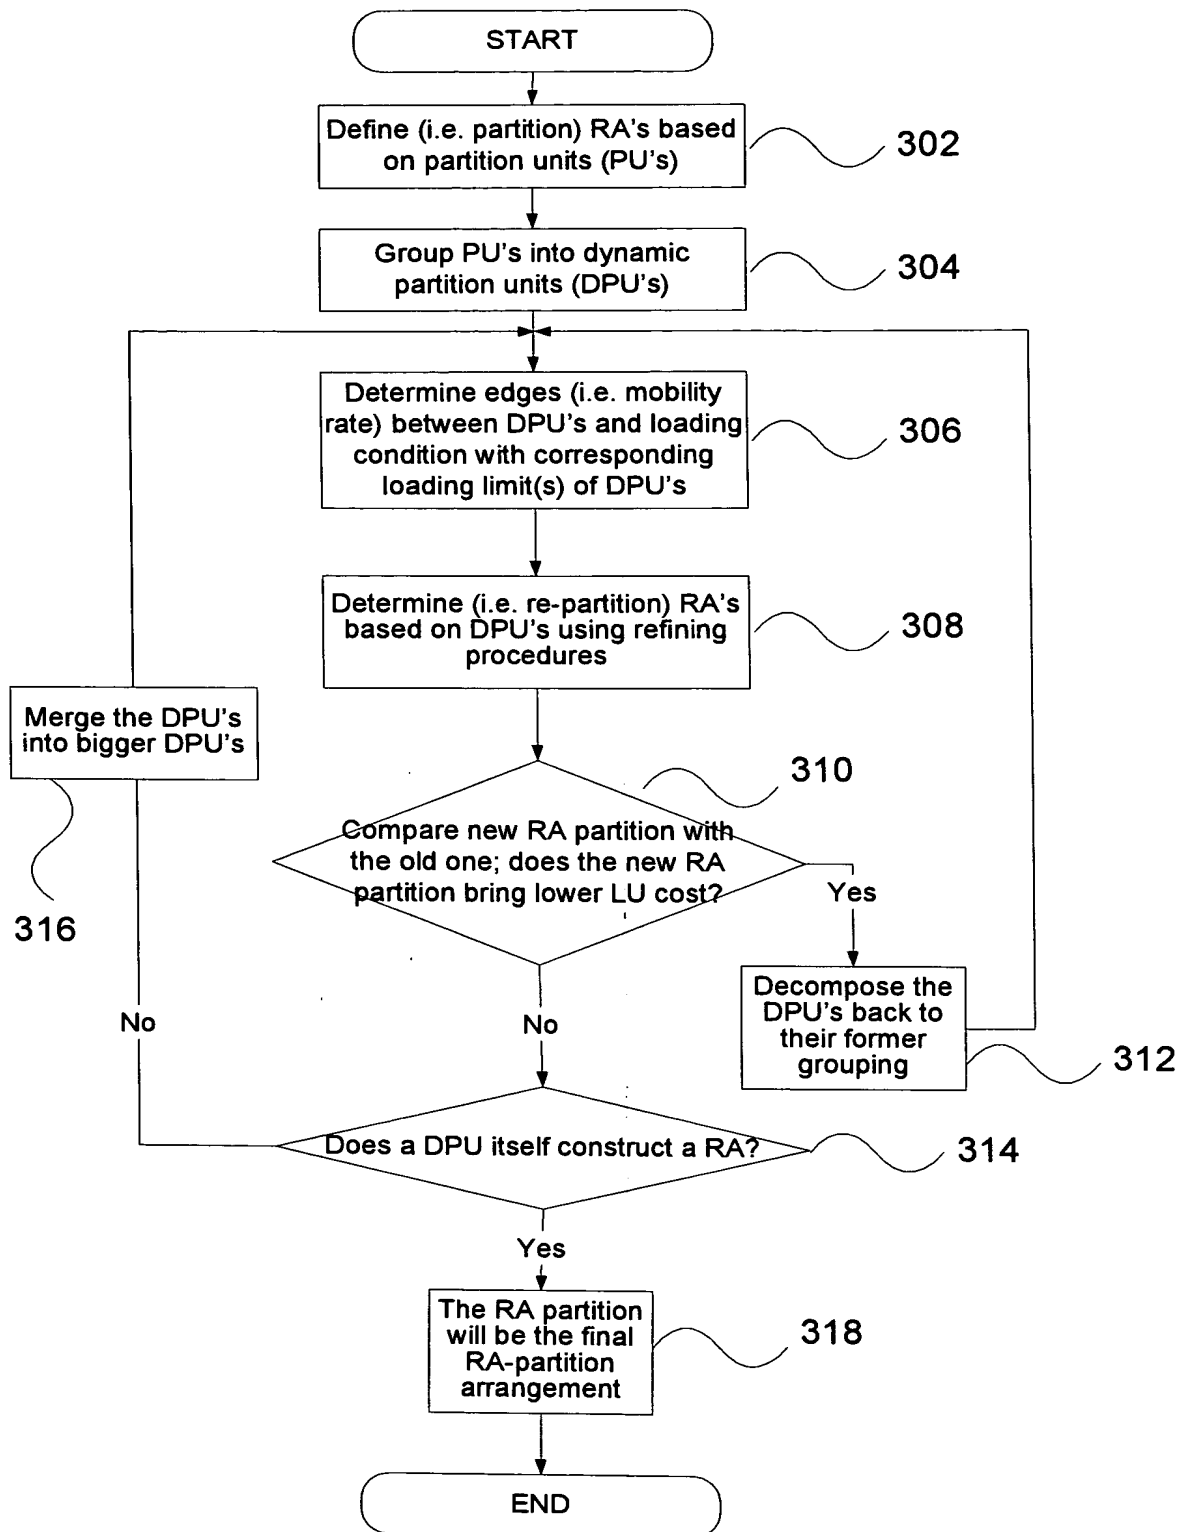 START
Define (i.e. partition) RA's based
on partition units (PU's)
302
Group PU's into dynamic
partition units (DPU's)
304
Determine edges (i.e. mobility
rate) between DPU's and loading
condition with corresponding
loading limit(s) of DPU's
306
Determine (i.e. re-partition) RA's
based on DPU's using refining
procedures
308
Merge the DPU's
into bigger DPU's
316
310
Compare new RA partition with
the old one; does the new RA
partition bring lower LU cost?
Yes
Decompose the
DPU's back to
their former
grouping
312
No
No
Does a DPU itself construct a RA?
314
Yes
The RA partition
will be the final
RA-partition
arrangement
318
END